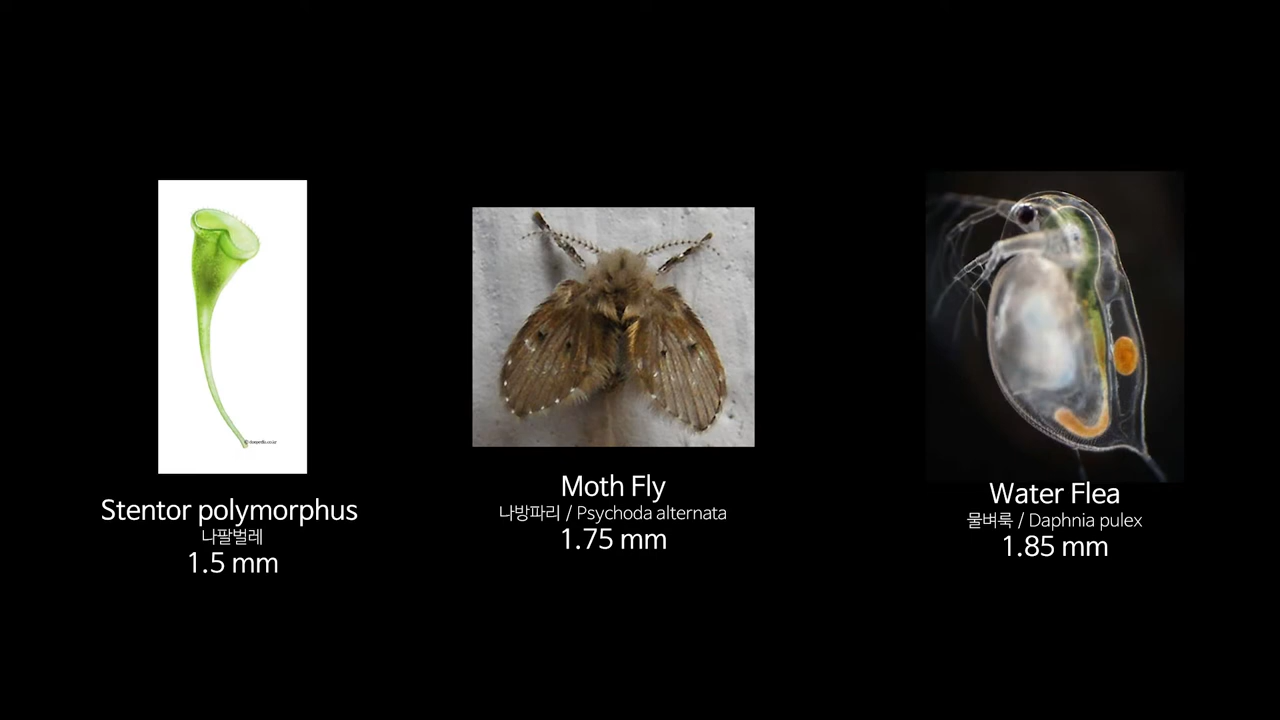 Stentor polymorphus
나팔벌레
1.5 mm
Moth Fly
나방파리 / Psychoda alternata
1.75 mm
Water Flea
물벼룩 / Daphnia pulex
1.85 mm